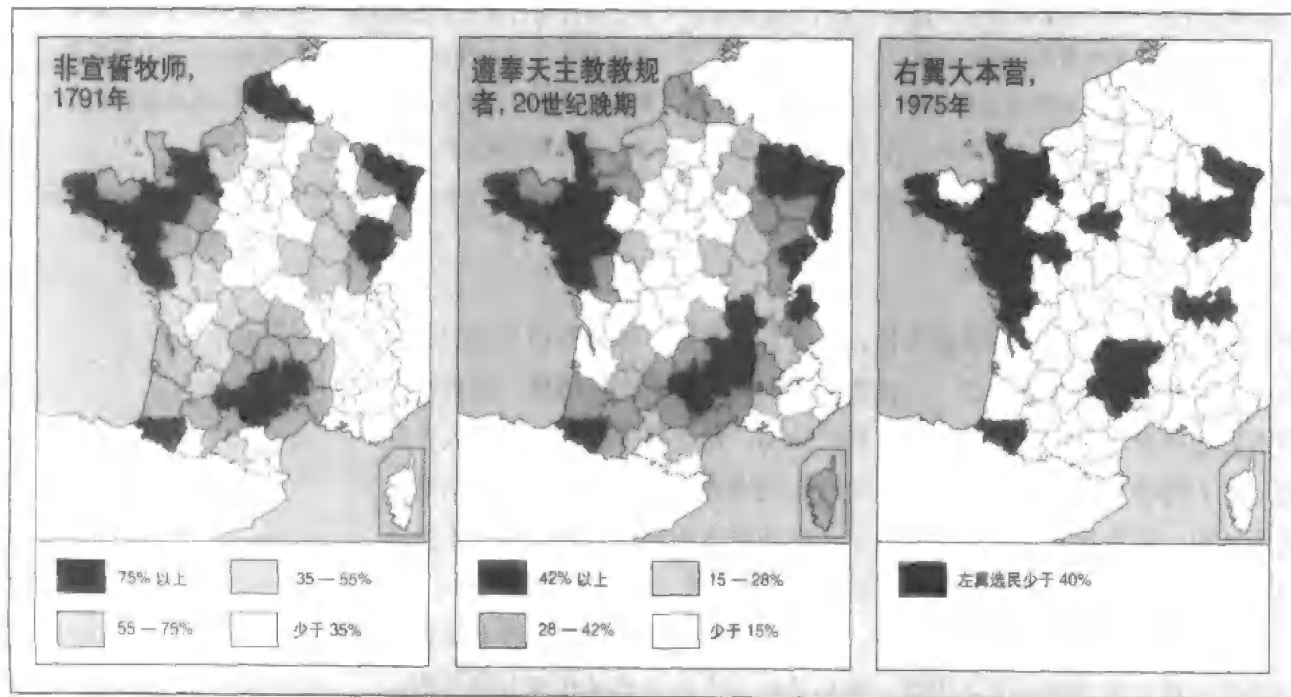 非宣誓牧师,
1791年
75% 以上
35 — 55%
55 — 75%
少于 35%
遵奉天主教教规
者, 20世纪晚期
42% 以上
15 — 28%
28 — 42%
少于 15%
右翼大本营,
1975年
左翼选民少于 40%